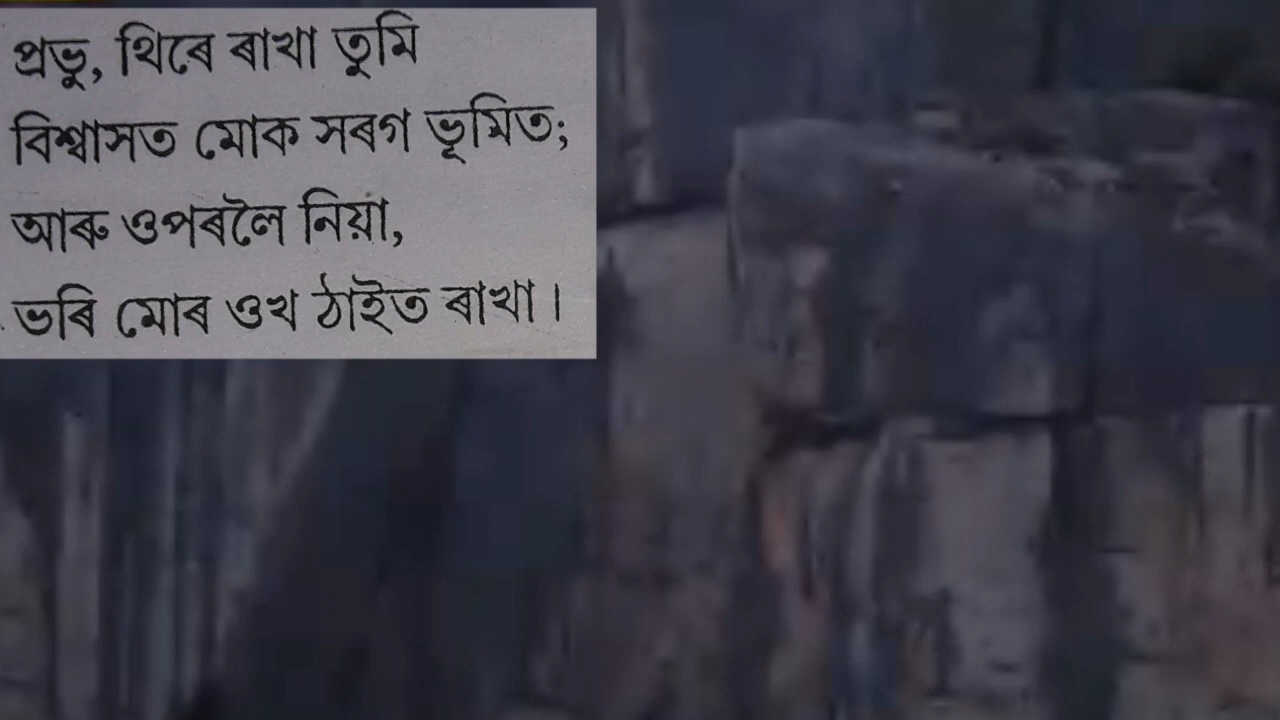 প্ৰভু, থিৰে ৰাখা তুমি
বিশ্বাসত মোক সৰগ ভূমিত;
আৰু ওপৰলৈ নিয়া,
ভৰি মোৰ ওখ ঠাইত ৰাখা।